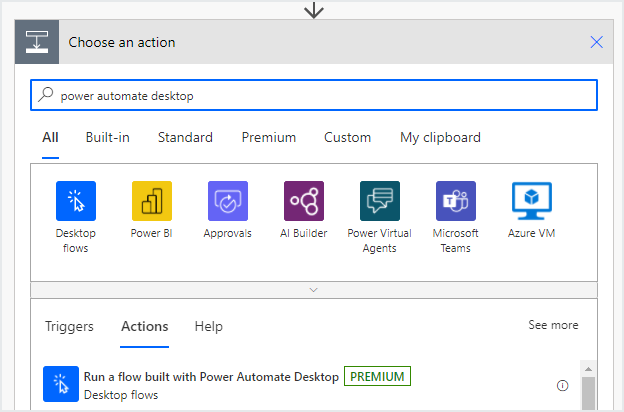 Choose an action
power automate desktop
All Built-in Standard Premium Custom My clipboard
Desktop flows
Power BI
Approvals
AI Builder
Power Virtual Agents
Microsoft Teams
Azure VM
Triggers Actions Help See more
Run a flow built with Power Automate Desktop PREMIUM
Desktop flows